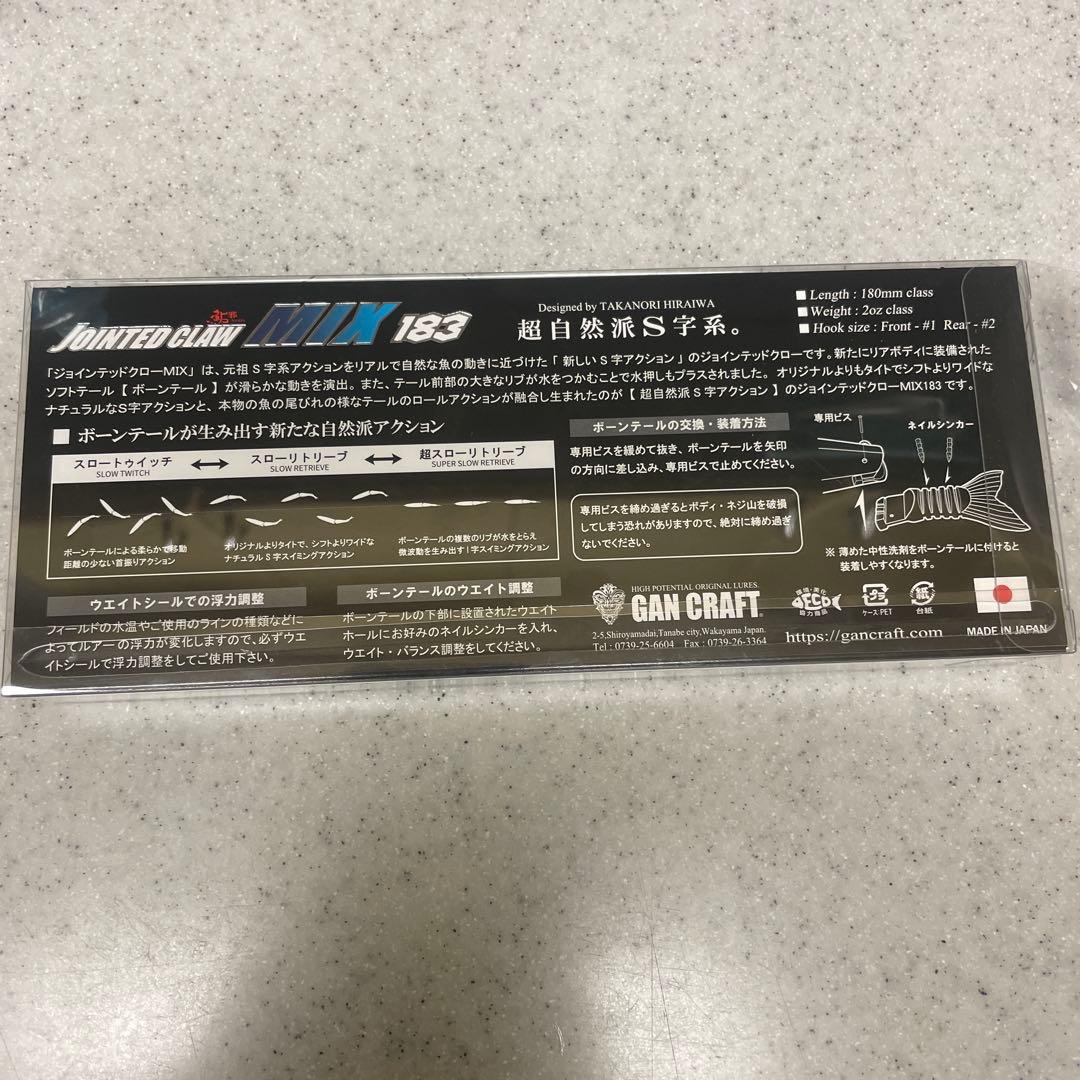 鮎邪
JOINTED CLAW MIX 183
Designed by TAKANORI HIRAIWA
超自然派S字系。
■ Length : 180mm class
■ Weight : 2oz class
■ Hook size : Front - #1 Rear - #2
「ジョインテッドクローMIX」は、元祖 S 字系アクションをリアルで自然な魚の動きに近づけた「 新しい S 字アクション 」のジョインテッドクローです。新たにリアボディに装備された
ソフトテール【 ボーンテール 】が滑らかな動きを演出。また、テール前部の大きなリブが水をつかむことで水押しもプラスされました。オリジナルよりもタイトでシフトよりワイドな
ナチュラルなS字アクションと、本物の魚の尾びれの様なテールのロールアクションが融合し生まれたのが【 超自然派 S 字アクション 】のジョインテッドクローMIX183 です。
■ ボーンテールが生み出す新たな自然派アクション
スロートゥイッチ
SLOW TWITCH
スローリトリーブ
SLOW RETRIEVE
超スローリトリーブ
SUPER SLOW RETRIEVE
ボーンテールによる柔らかで移動
距離の少ない首振りアクション
オリジナルよりタイトで、シフトよりワイドな
ナチュラル S 字スイミングアクション
ボーンテールの複数のリブが水をとらえ
微波動を生み出す I 字スイミングアクション
ボーンテールの交換・装着方法
専用ビスを緩めて抜き、ボーンテールを矢印
の方向に差し込み、専用ビスで止めてください。
専用ビスを締め過ぎるとボディ・ネジ山を破損
してしまう恐れがありますので、絶対に締め過ぎ
ないでください。
専用ビス
ネイルシンカー
※ 薄めた中性洗剤をボーンテールに付けると
装着しやすくなります。
ウエイトシールでの浮力調整
フィールドの水温やご使用のラインの種類などに
よってルアーの浮力が変化しますので、必ずウエ
イトシールで浮力調整をしてご使用下さい。
ボーンテールのウエイト調整
ボーンテールの下部に設置されたウエイト
ホールにお好みのネイルシンカーを入れ、
ウエイト・バランス調整をしてください。
HIGH POTENTIAL ORIGINAL LURES.
GAN CRAFT
2-5,Shiroyamadai,Tanabe city,Wakayama Japan.
Tel : 0739-25-6604 Fax : 0739-26-3364
環境・美化
ECO
協力商品
プラ
ケース:PET
紙
台紙
https://gancraft.com
MADE IN JAPAN